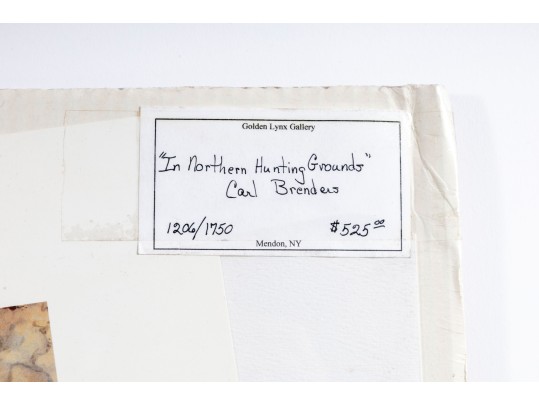 Golden Lynx Gallery
"In Northern Hunting Grounds"
Carl Brenders
1206/1750 $525.00
Mendon, NY